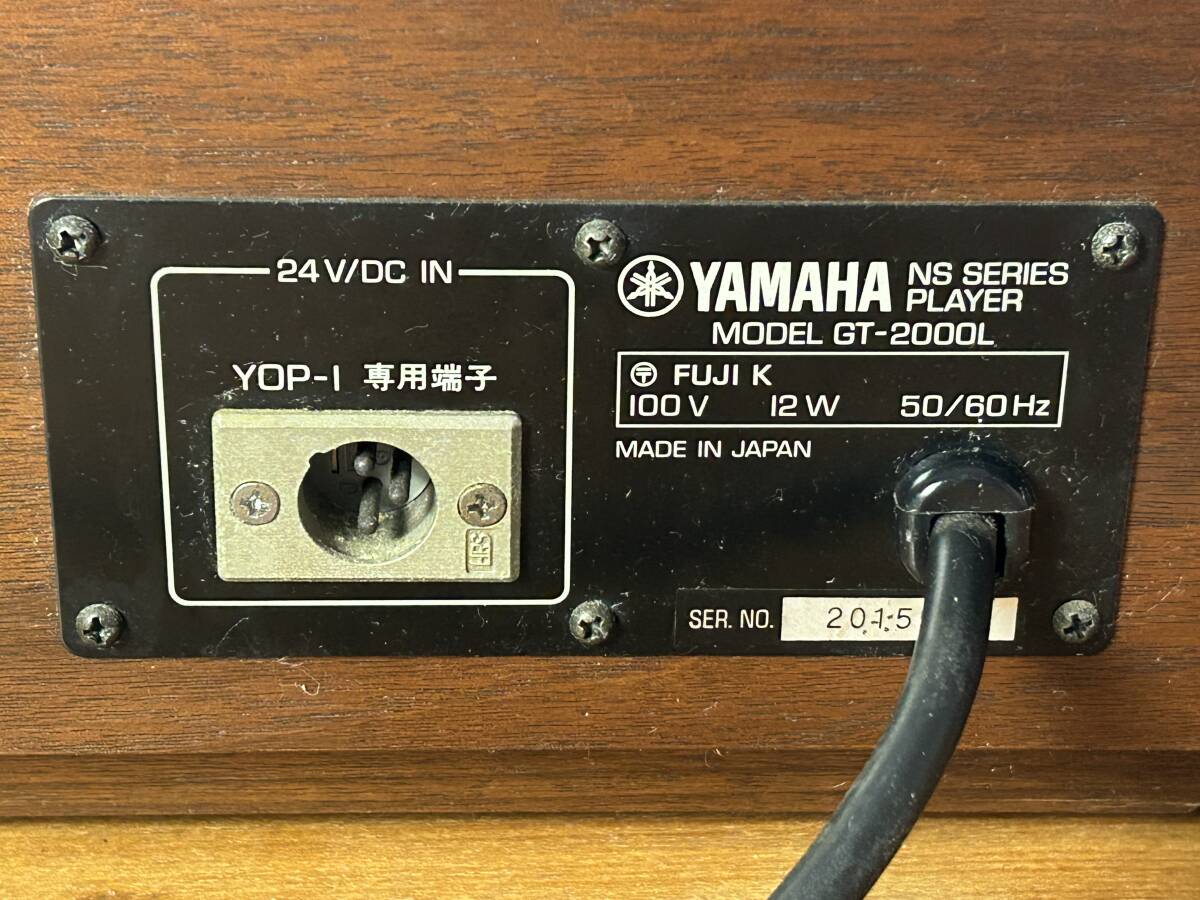 24V/DC IN
YOP-1 専用端子
HRS
YAMAHA NS SERIES PLAYER
MODEL GT-2000L
〒 FUJI K
100V 12W 50/60Hz
MADE IN JAPAN
SER. NO. 2015